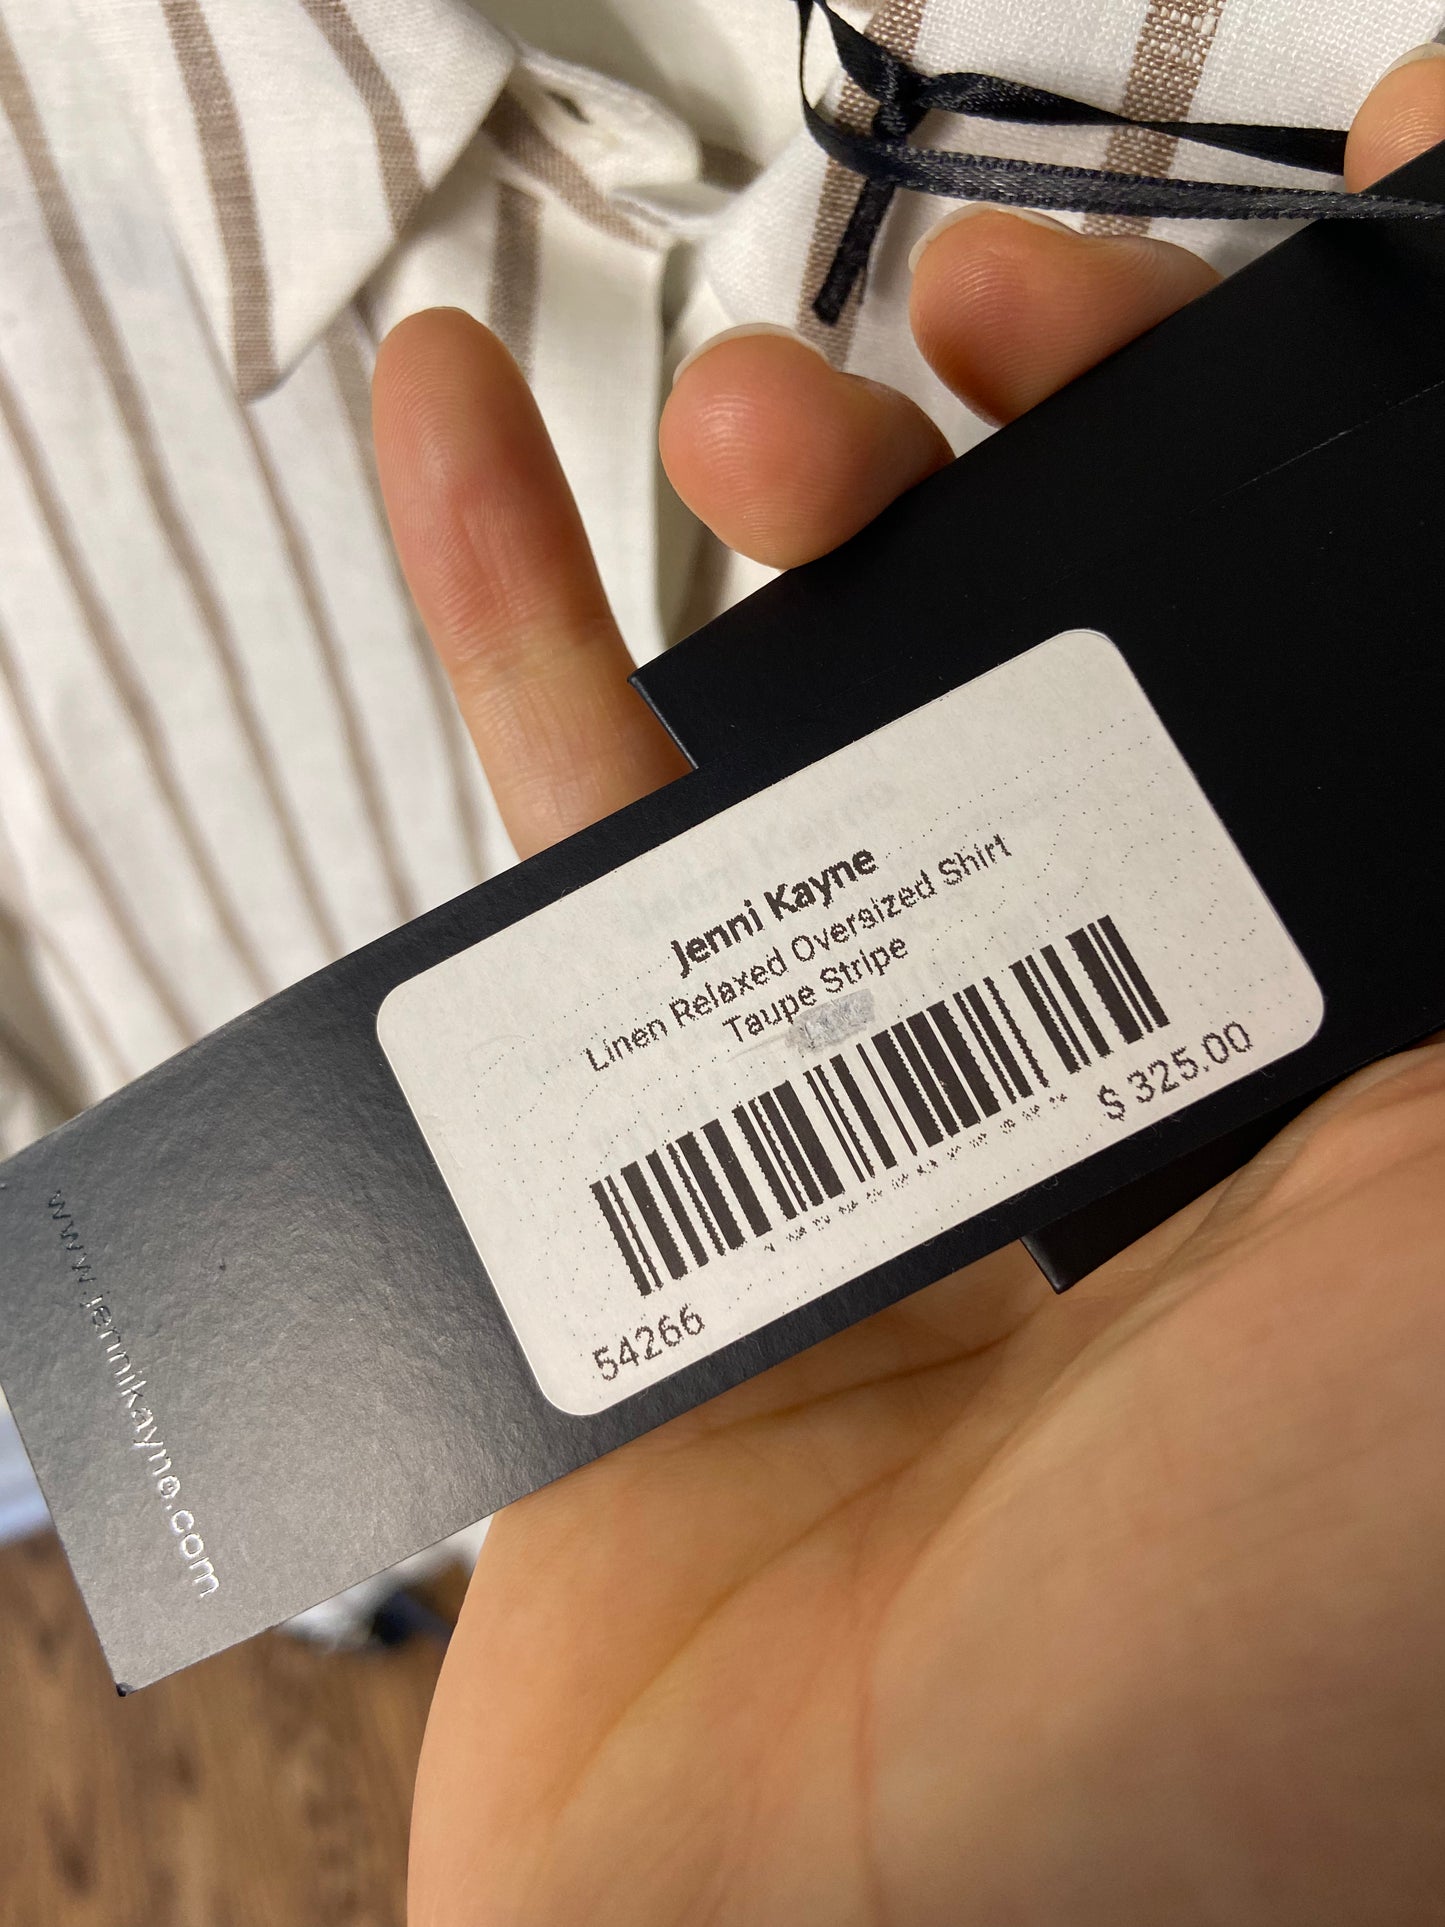 Jenni Kayne
Linen Relaxed Oversized Shirt
Taupe Stripe
$ 325.00
54266
www.jennikayne.com